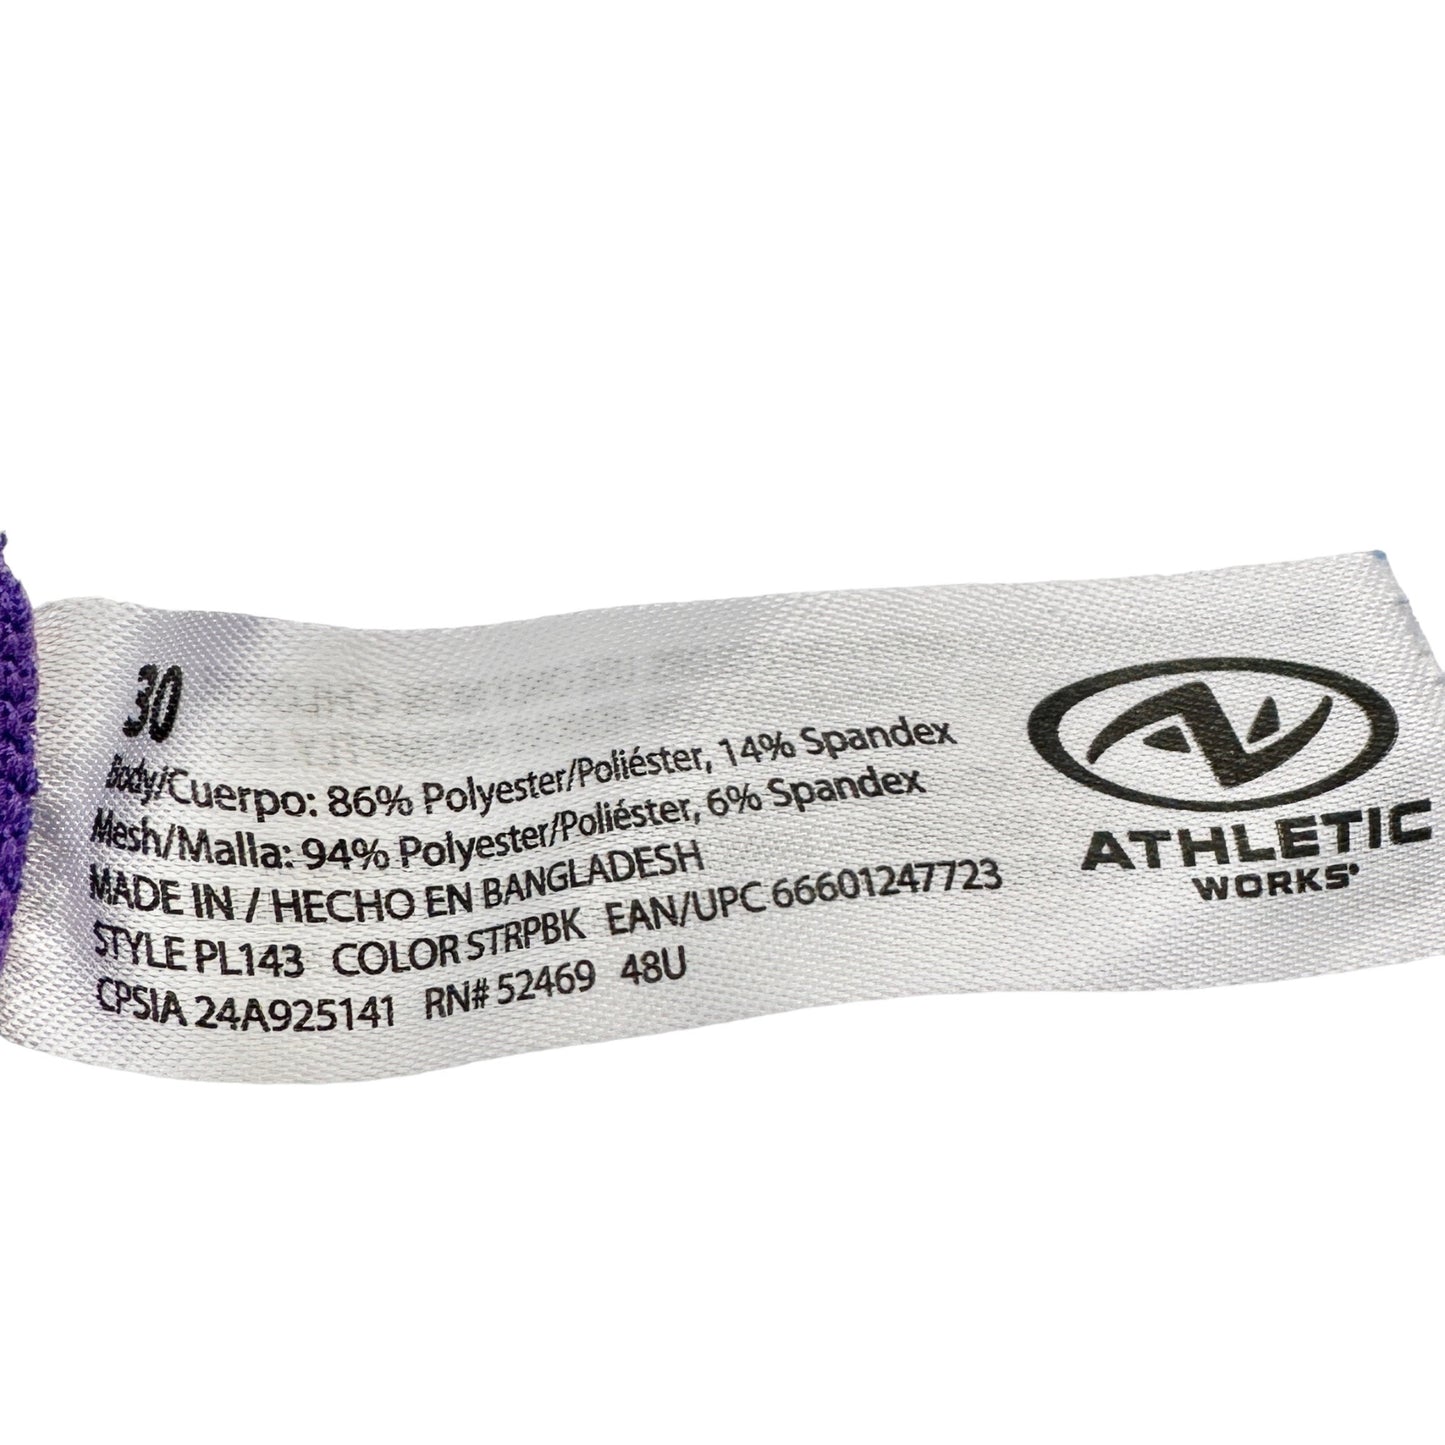 30
Body/Cuerpo: 86% Polyester/Poliéster, 14% Spandex
Mesh/Malla: 94% Polyester/Poliéster, 6% Spandex
MADE IN / HECHO EN BANGLADESH
STYLE PL143 COLOR STRPBK EAN/UPC 66601247723
CPSIA 24A925141 RN# 52469 48U
ATHLETIC
WORKS®